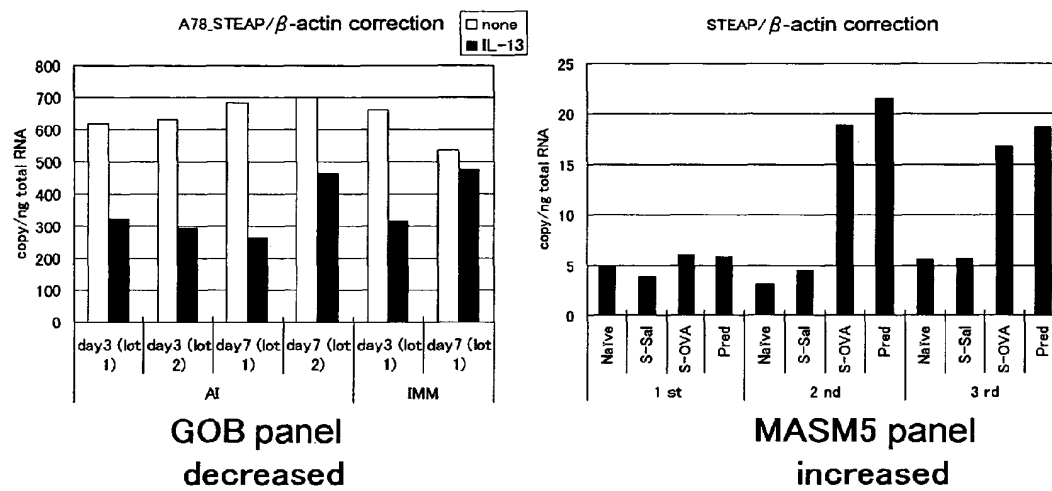 A78_STEAP/β-actin correction
none
IL-13
copy/ng total RNA
800
700
600
500
400
300
200
100
0
day3 (lot 1)
day3 (lot 2)
day7 (lot 1)
day7 (lot 2)
day3 (lot 1)
day7 (lot 1)
AI
IMM
GOB panel
decreased
STEAP/β-actin correction
copy/ng total RNA
25
20
15
10
5
0
Naïve
S-Sal
S-OVA
Pred
Naïve
S-Sal
S-OVA
Pred
Naïve
S-Sal
S-OVA
Pred
1 st
2 nd
3 rd
MASM5 panel
increased